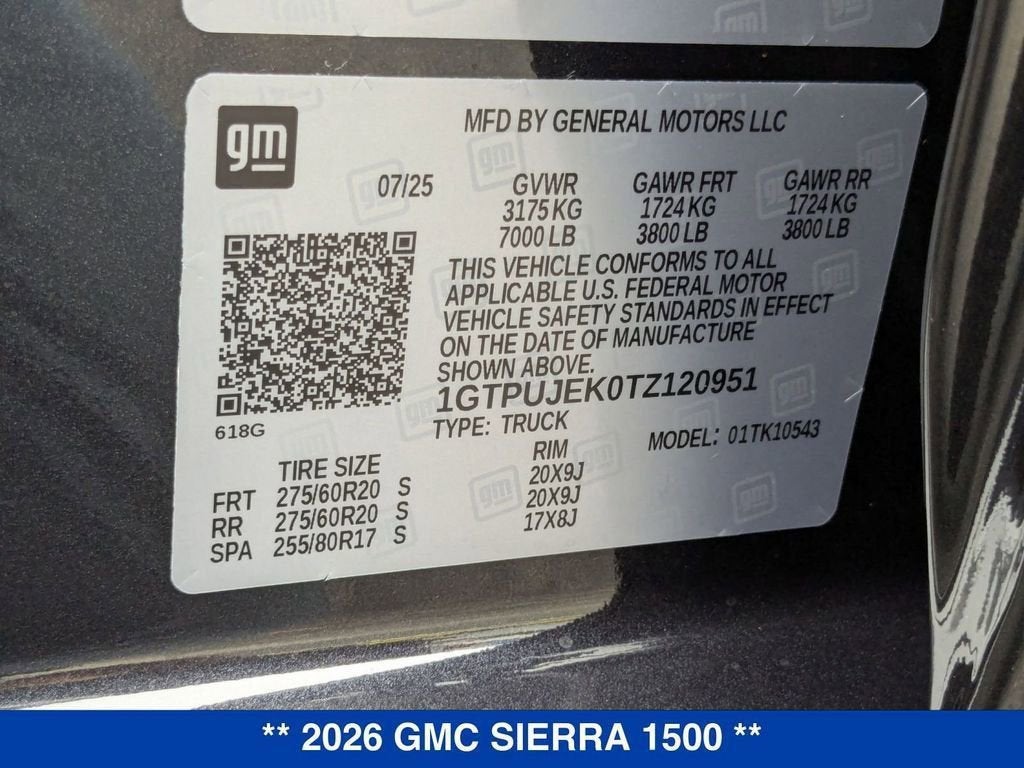 gm
MFD BY GENERAL MOTORS LLC
07/25 GVWR GAWR FRT GAWR RR
3175 KG 1724 KG 1724 KG
7000 LB 3800 LB 3800 LB
THIS VEHICLE CONFORMS TO ALL
APPLICABLE U.S. FEDERAL MOTOR
VEHICLE SAFETY STANDARDS IN EFFECT
ON THE DATE OF MANUFACTURE
SHOWN ABOVE.
1GTPUJEK0TZ120951
618G
TYPE: TRUCK MODEL: 01TK10543
TIRE SIZE RIM
FRT 275/60R20 S 20X9J
RR 275/60R20 S 20X9J
SPA 255/80R17 S 17X8J
** 2026 GMC SIERRA 1500 **